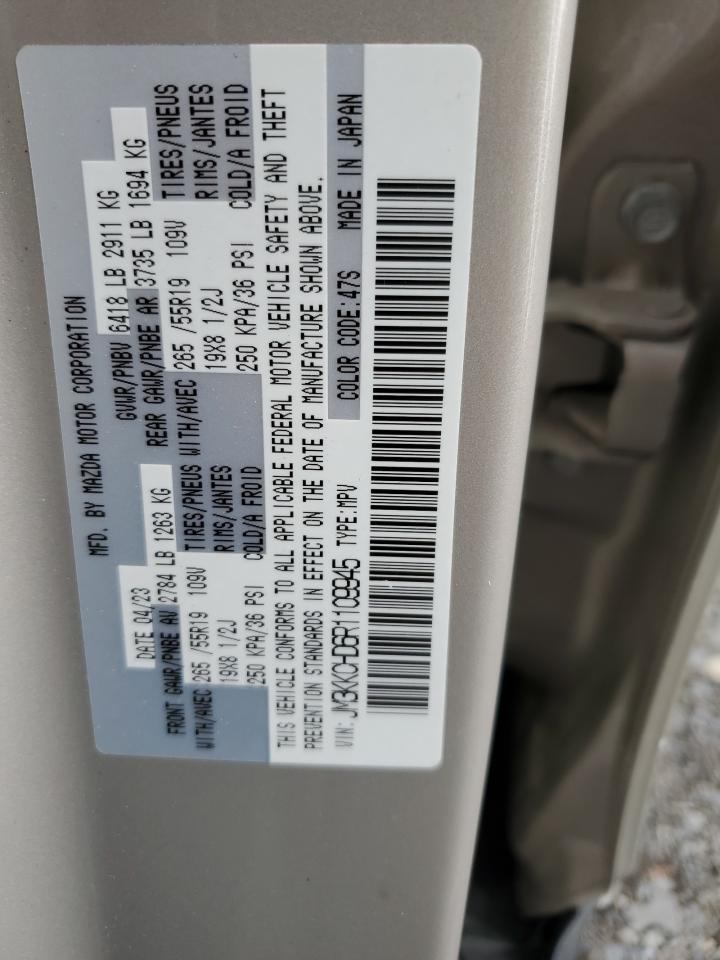 MFD. BY MAZDA MOTOR CORPORATION
DATE 04/23 GVWR/PNBV 6418 LB 2911 KG
FRONT GAWR/PNBE AV 2784 LB 1263 KG REAR GAWR/PNBE AR 3735 LB 1694 KG
WITH/AVEC 265 /55R19 109V TIRES/PNEUS WITH/AVEC 265 /55R19 109V TIRES/PNEUS
19X8 1/2J RIMS/JANTES 19X8 1/2J RIMS/JANTES
250 KPA/36 PSI COLD/A FROID 250 KPA/36 PSI COLD/A FROID
THIS VEHICLE CONFORMS TO ALL APPLICABLE FEDERAL MOTOR VEHICLE SAFETY AND THEFT
PREVENTION STANDARDS IN EFFECT ON THE DATE OF MANUFACTURE SHOWN ABOVE.
VIN: JM3KKCHD6R1109945 TYPE:MPV COLOR CODE:47S MADE IN JAPAN